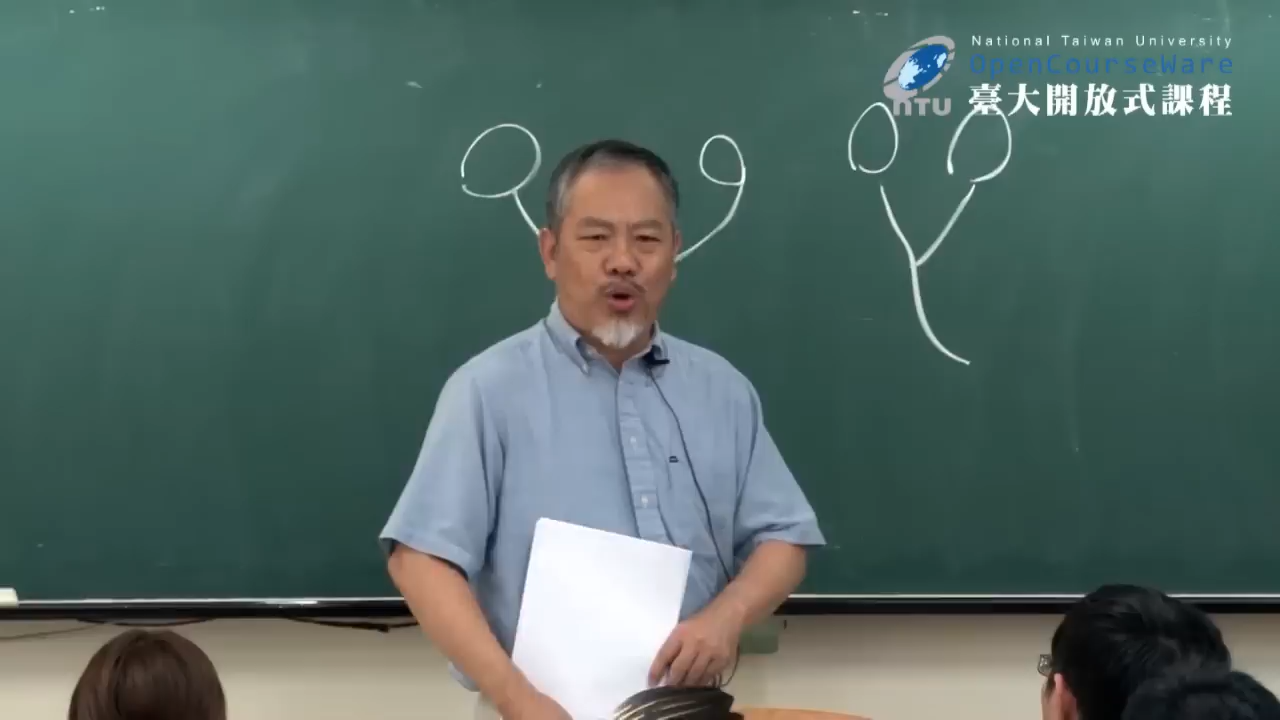 National Taiwan University
OpenCourseWare
NTU
臺大開放式課程